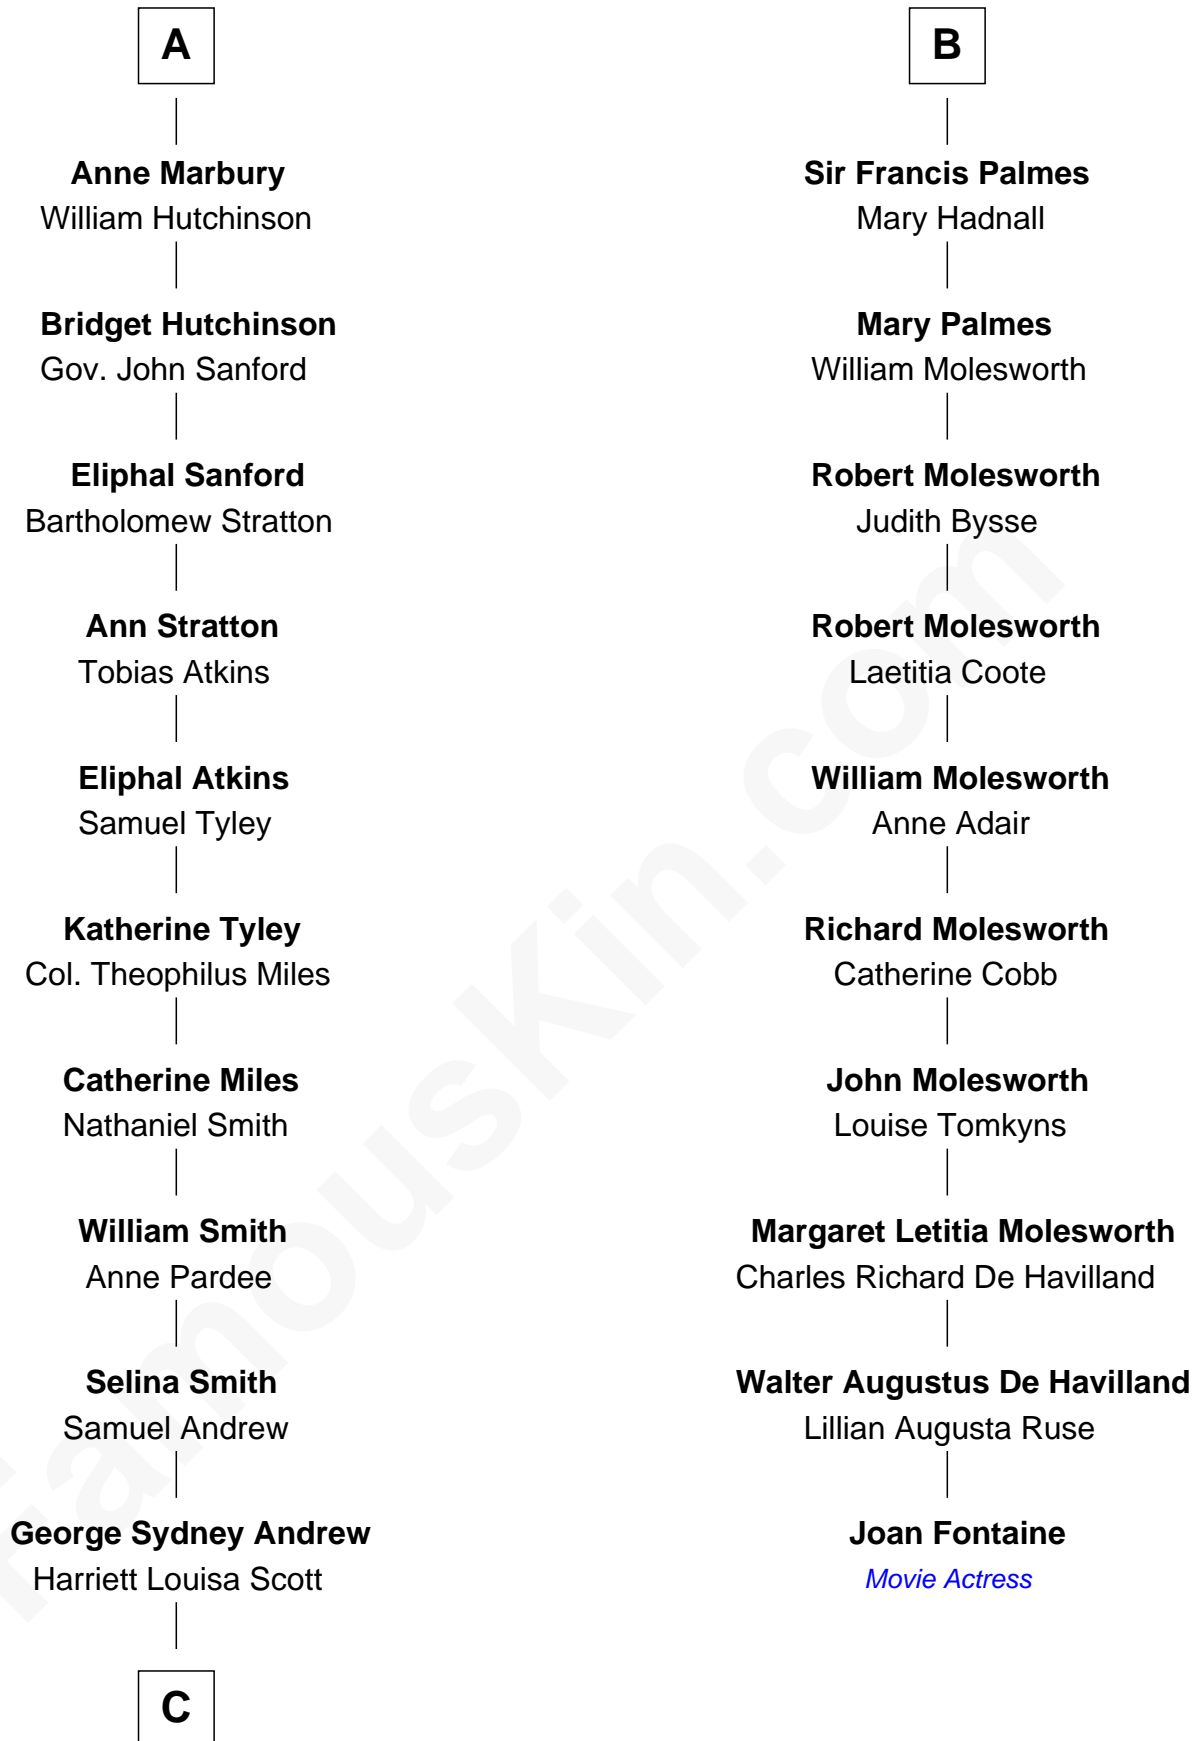 A
Anne Marbury
William Hutchinson
Bridget Hutchinson
Gov. John Sanford
Eliphal Sanford
Bartholomew Stratton
Ann Stratton
Tobias Atkins
Eliphal Atkins
Samuel Tyley
Katherine Tyley
Col. Theophilus Miles
Catherine Miles
Nathaniel Smith
William Smith
Anne Pardee
Selina Smith
Samuel Andrew
George Sydney Andrew
Harriett Louisa Scott
C
B
Sir Francis Palmes
Mary Hadnall
Mary Palmes
William Molesworth
Robert Molesworth
Judith Bysse
Robert Molesworth
Laetitia Coote
William Molesworth
Anne Adair
Richard Molesworth
Catherine Cobb
John Molesworth
Louise Tomkyns
Margaret Letitia Molesworth
Charles Richard De Havilland
Walter Augustus De Havilland
Lillian Augusta Ruse
Joan Fontaine
Movie Actress
famouskin.com